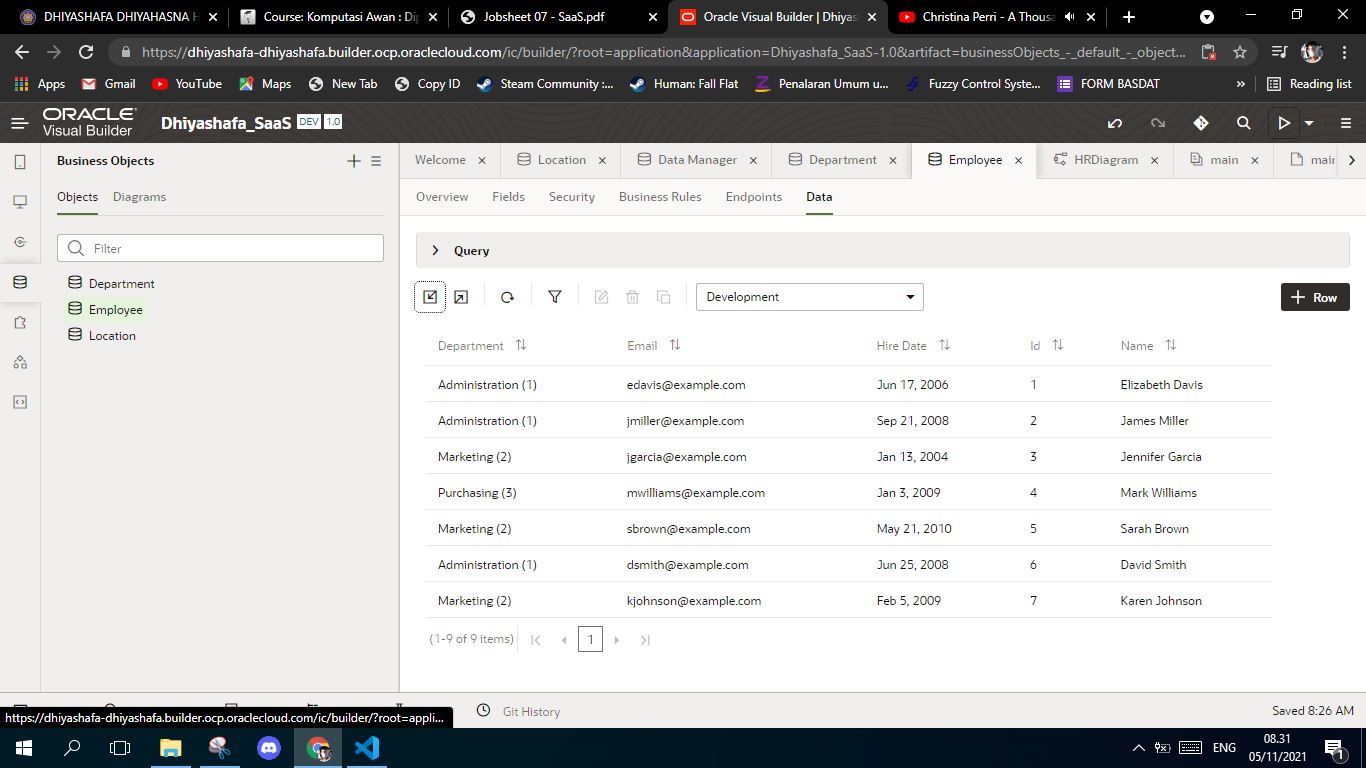 DHIYASHAFA DHIYAHASNA H
Course: Komputasi Awan : Dip
Jobsheet 07 - SaaS.pdf
Oracle Visual Builder | Dhiyash
Christina Perri - A Thousa
https://dhiyashafa-dhiyashafa.builder.ocp.oraclecloud.com/ic/builder/?root=application&application=Dhiyashafa_SaaS-1.0&artifact=businessObjects_-_default_-_object...
Apps
Gmail
YouTube
Maps
New Tab
Copy ID
Steam Community :...
Human: Fall Flat
Penalaran Umum u...
Fuzzy Control Syste...
FORM BASDAT
»
Reading list
ORACLE
Visual Builder
Dhiyashafa_SaaS DEV 1.0
Business Objects
Objects Diagrams
Filter
Department
Employee
Location
Welcome
Location
Data Manager
Department
Employee
HRDiagram
main
main
Overview Fields Security Business Rules Endpoints Data
Query
Development
+ Row
Department Email Hire Date Id Name
Administration (1) edavis@example.com Jun 17, 2006 1 Elizabeth Davis
Administration (1) jmiller@example.com Sep 21, 2008 2 James Miller
Marketing (2) jgarcia@example.com Jan 13, 2004 3 Jennifer Garcia
Purchasing (3) mwilliams@example.com Jan 3, 2009 4 Mark Williams
Marketing (2) sbrown@example.com May 21, 2010 5 Sarah Brown
Administration (1) dsmith@example.com Jun 25, 2008 6 David Smith
Marketing (2) kjohnson@example.com Feb 5, 2009 7 Karen Johnson
(1-9 of 9 items) 1
Git History
Saved 8:26 AM
https://dhiyashafa-dhiyashafa.builder.ocp.oraclecloud.com/ic/builder/?root=appli...
ENG
08.31
05/11/2021
1